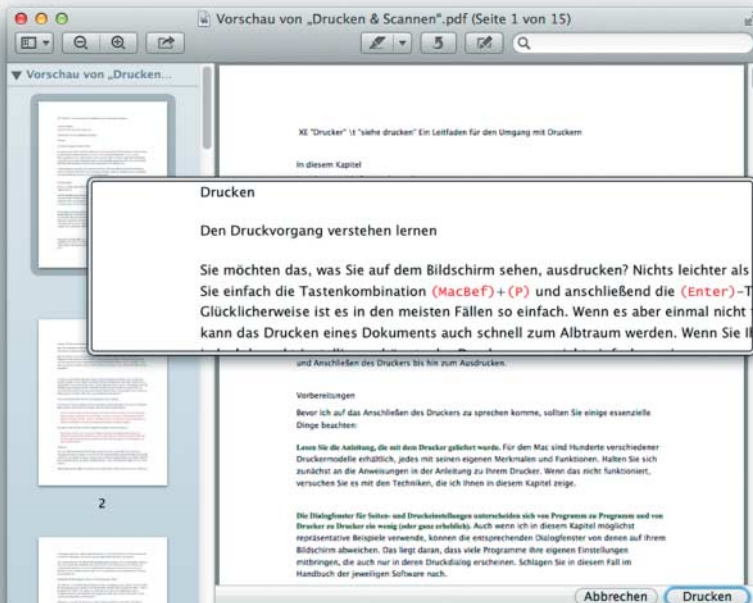 Vorschau von „Drucken & Scannen“.pdf (Seite 1 von 15)
Vorschau von „Drucken...
2
XE "Drucker" \t "siehe drucken" Ein Leitfaden für den Umgang mit Druckern
In diesem Kapitel
Drucken
Den Druckvorgang verstehen lernen
Sie möchten das, was Sie auf dem Bildschirm sehen, ausdrucken? Nichts leichter als
Sie einfach die Tastenkombination (MacBef)+(P) und anschließend die (Enter)-T
Glücklicherweise ist es in den meisten Fällen so einfach. Wenn es aber einmal nicht
kann das Drucken eines Dokuments auch schnell zum Albtraum werden. Wenn Sie Ih
und Anschließen des Druckers bis hin zum Ausdrucken.
Vorbereitungen
Bevor ich auf das Anschließen des Druckers zu sprechen komme, sollten Sie einige essenzielle
Dinge beachten:
Lesen Sie die Anleitung, die mit dem Drucker geliefert wurde. Für den Mac sind Hunderte verschiedener
Druckermodelle erhältlich, jedes mit seinen eigenen Merkmalen und Funktionen. Halten Sie sich
zunächst an die Anweisungen in der Anleitung zu Ihrem Drucker. Wenn das nicht funktioniert,
versuchen Sie es mit den Techniken, die ich Ihnen in diesem Kapitel zeige.
Die Dialogfenster für Seiten- und Druckeinstellungen unterscheiden sich von Programm zu Programm und von
Drucker zu Drucker ein wenig (oder ganz erheblich). Auch wenn ich in diesem Kapitel möglichst
repräsentative Beispiele verwende, können die entsprechenden Dialogfenster von denen auf Ihrem
Bildschirm abweichen. Das liegt daran, dass viele Programme ihre eigenen Einstellungen
mitbringen, die auch nur in deren Druckdialog erscheinen. Schlagen Sie in diesem Fall im
Handbuch der jeweiligen Software nach.
Abbrechen
Drucken